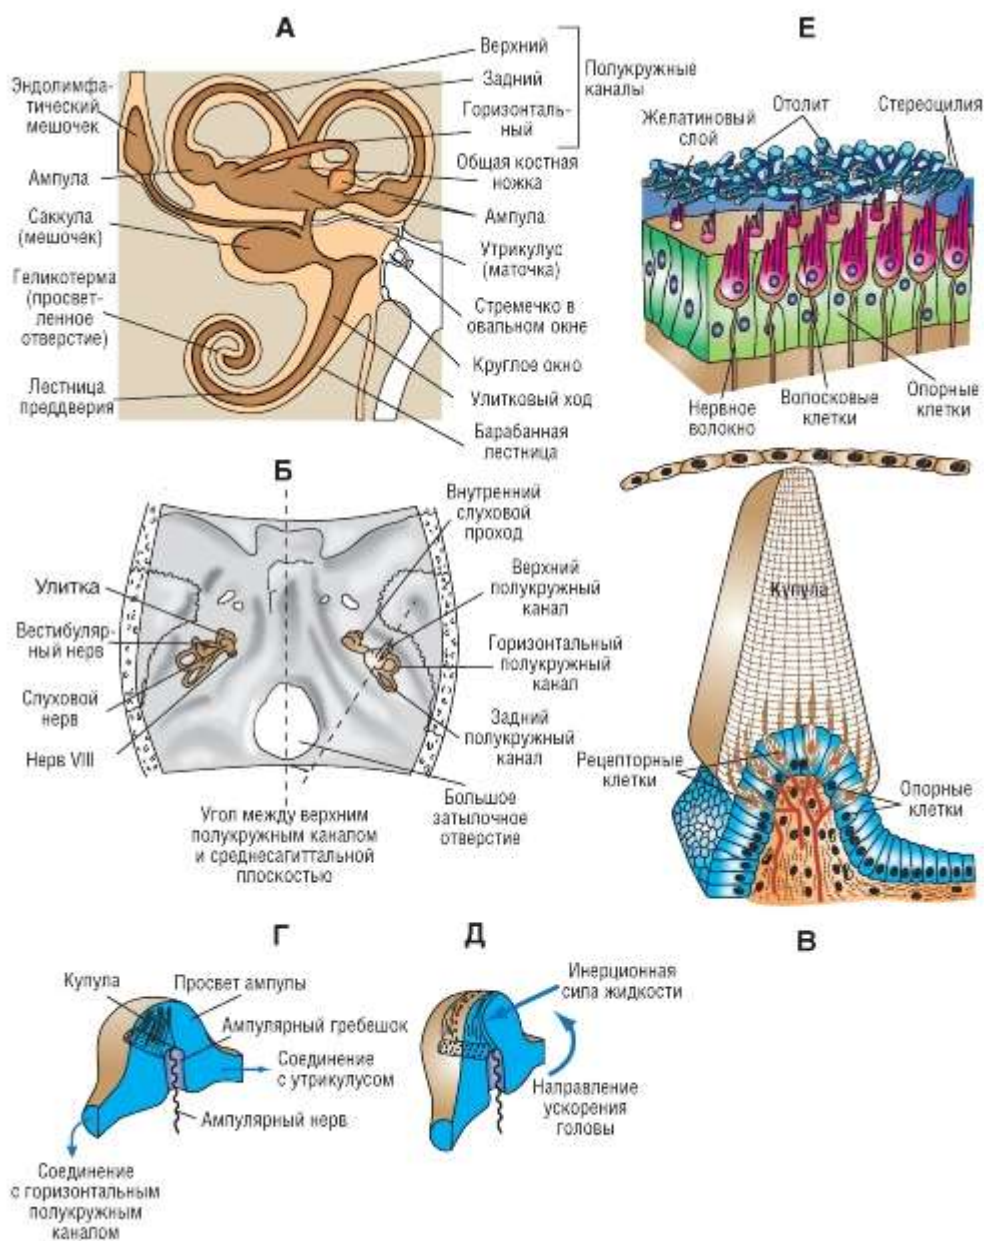 А
Верхний
Задний
Горизонталь-
ный
Полукружные
каналы
Общая костная
ножка
Ампула
Утрикулус
(маточка)
Стремечко в
овальном окне
Круглое окно
Улитковый ход
Барабанная
лестница
Эндолимфа-
тический
мешочек
Ампула
Саккула
(мешочек)
Геликотерма
(просвет-
ленное
отверстие)
Лестница
преддверия
Е
Желатиновый
слой
Отолит
Стереоцилия
Нервное
волокно
Волосковые
клетки
Опорные
клетки
Б
Внутренний
слуховой
проход
Верхний
полукружный
канал
Горизонтальный
полукружный
канал
Задний
полукружный
канал
Большое
затылочное
отверстие
Улитка
Вестибуляр-
ный нерв
Слуховой
нерв
Нерв VIII
Угол между верхним
полукружным каналом
и среднесагиттальной
плоскостью
Купула
Рецепторные
клетки
Опорные
клетки
В
Г
Купула
Просвет ампулы
Ампулярный гребешок
Соединение
с утрикулусом
Ампулярный нерв
Соединение
с горизонтальным
полукружным
каналом
Д
Инерционная
сила жидкости
Направление
ускорения
головы